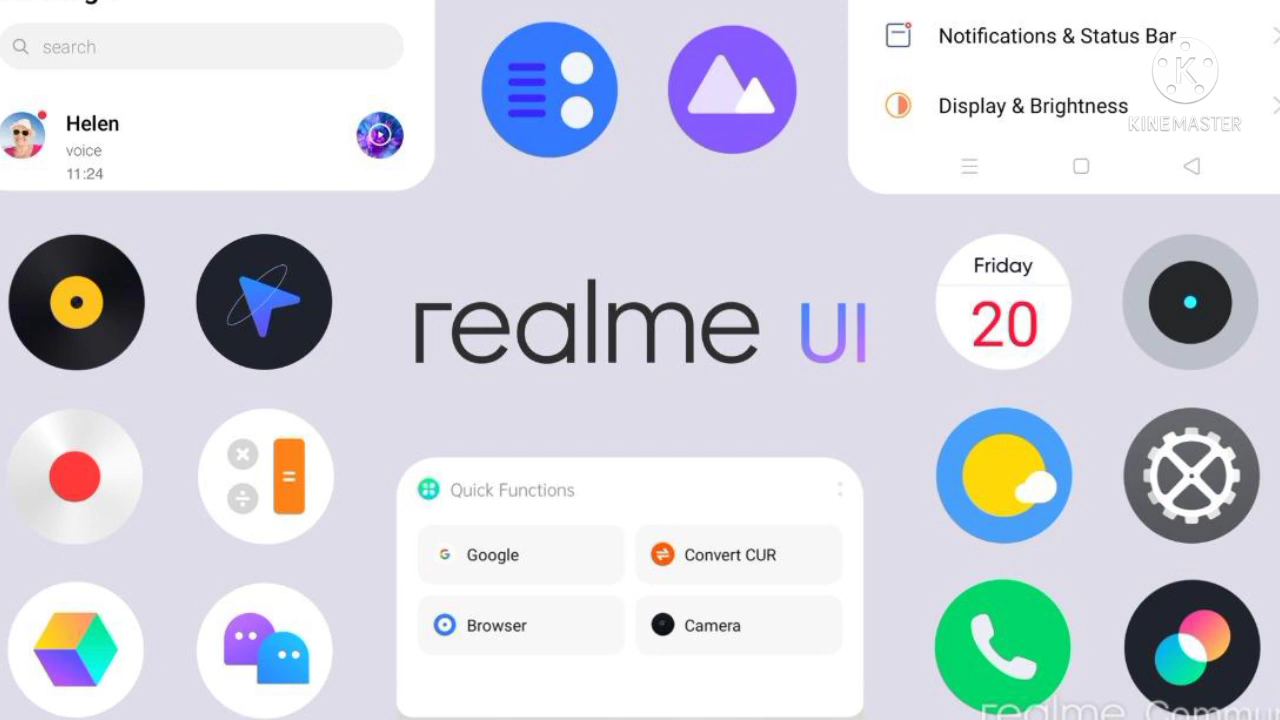 search
Helen
voice
11:24
Notifications & Status Bar
Display & Brightness
KINEMASTER
K
realme UI
Friday
20
Quick Functions
Google
Convert CUR
Browser
Camera
realme